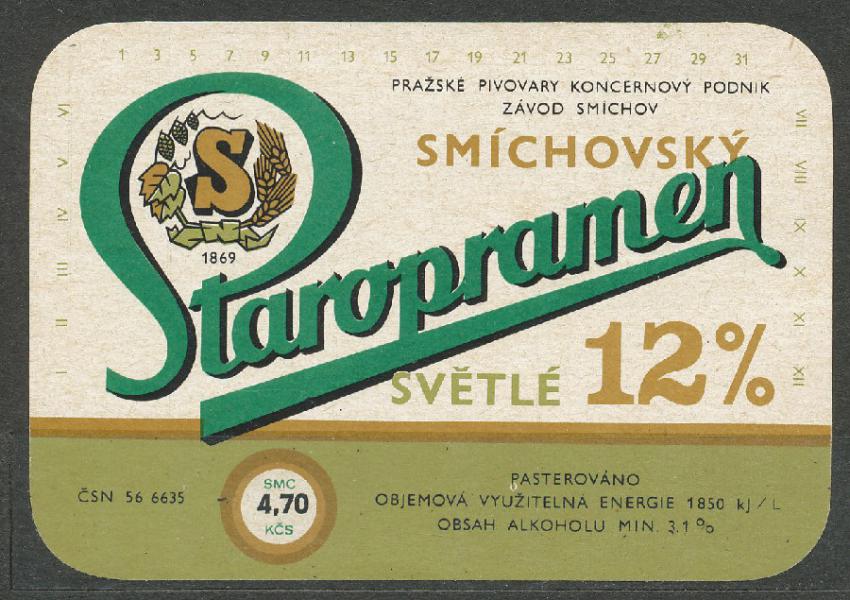 1 3 5 7 9 11 13 15 17 19 21 23 25 27 29 31
PRAŽSKÉ PIVOVARY KONCERNOVÝ PODNIK
ZÁVOD SMÍCHOV
SMÍCHOVSKÝ
S
1869
Staropramen
SVĚTLÉ 12%
I II III IV V VI
VII VIII IX X XI XII
ČSN 56 6635
SMC
4,70
KČS
PASTEROVÁNO
OBJEMOVÁ VYUŽITELNÁ ENERGIE 1850 kJ/L
OBSAH ALKOHOLU MIN. 3.1 %